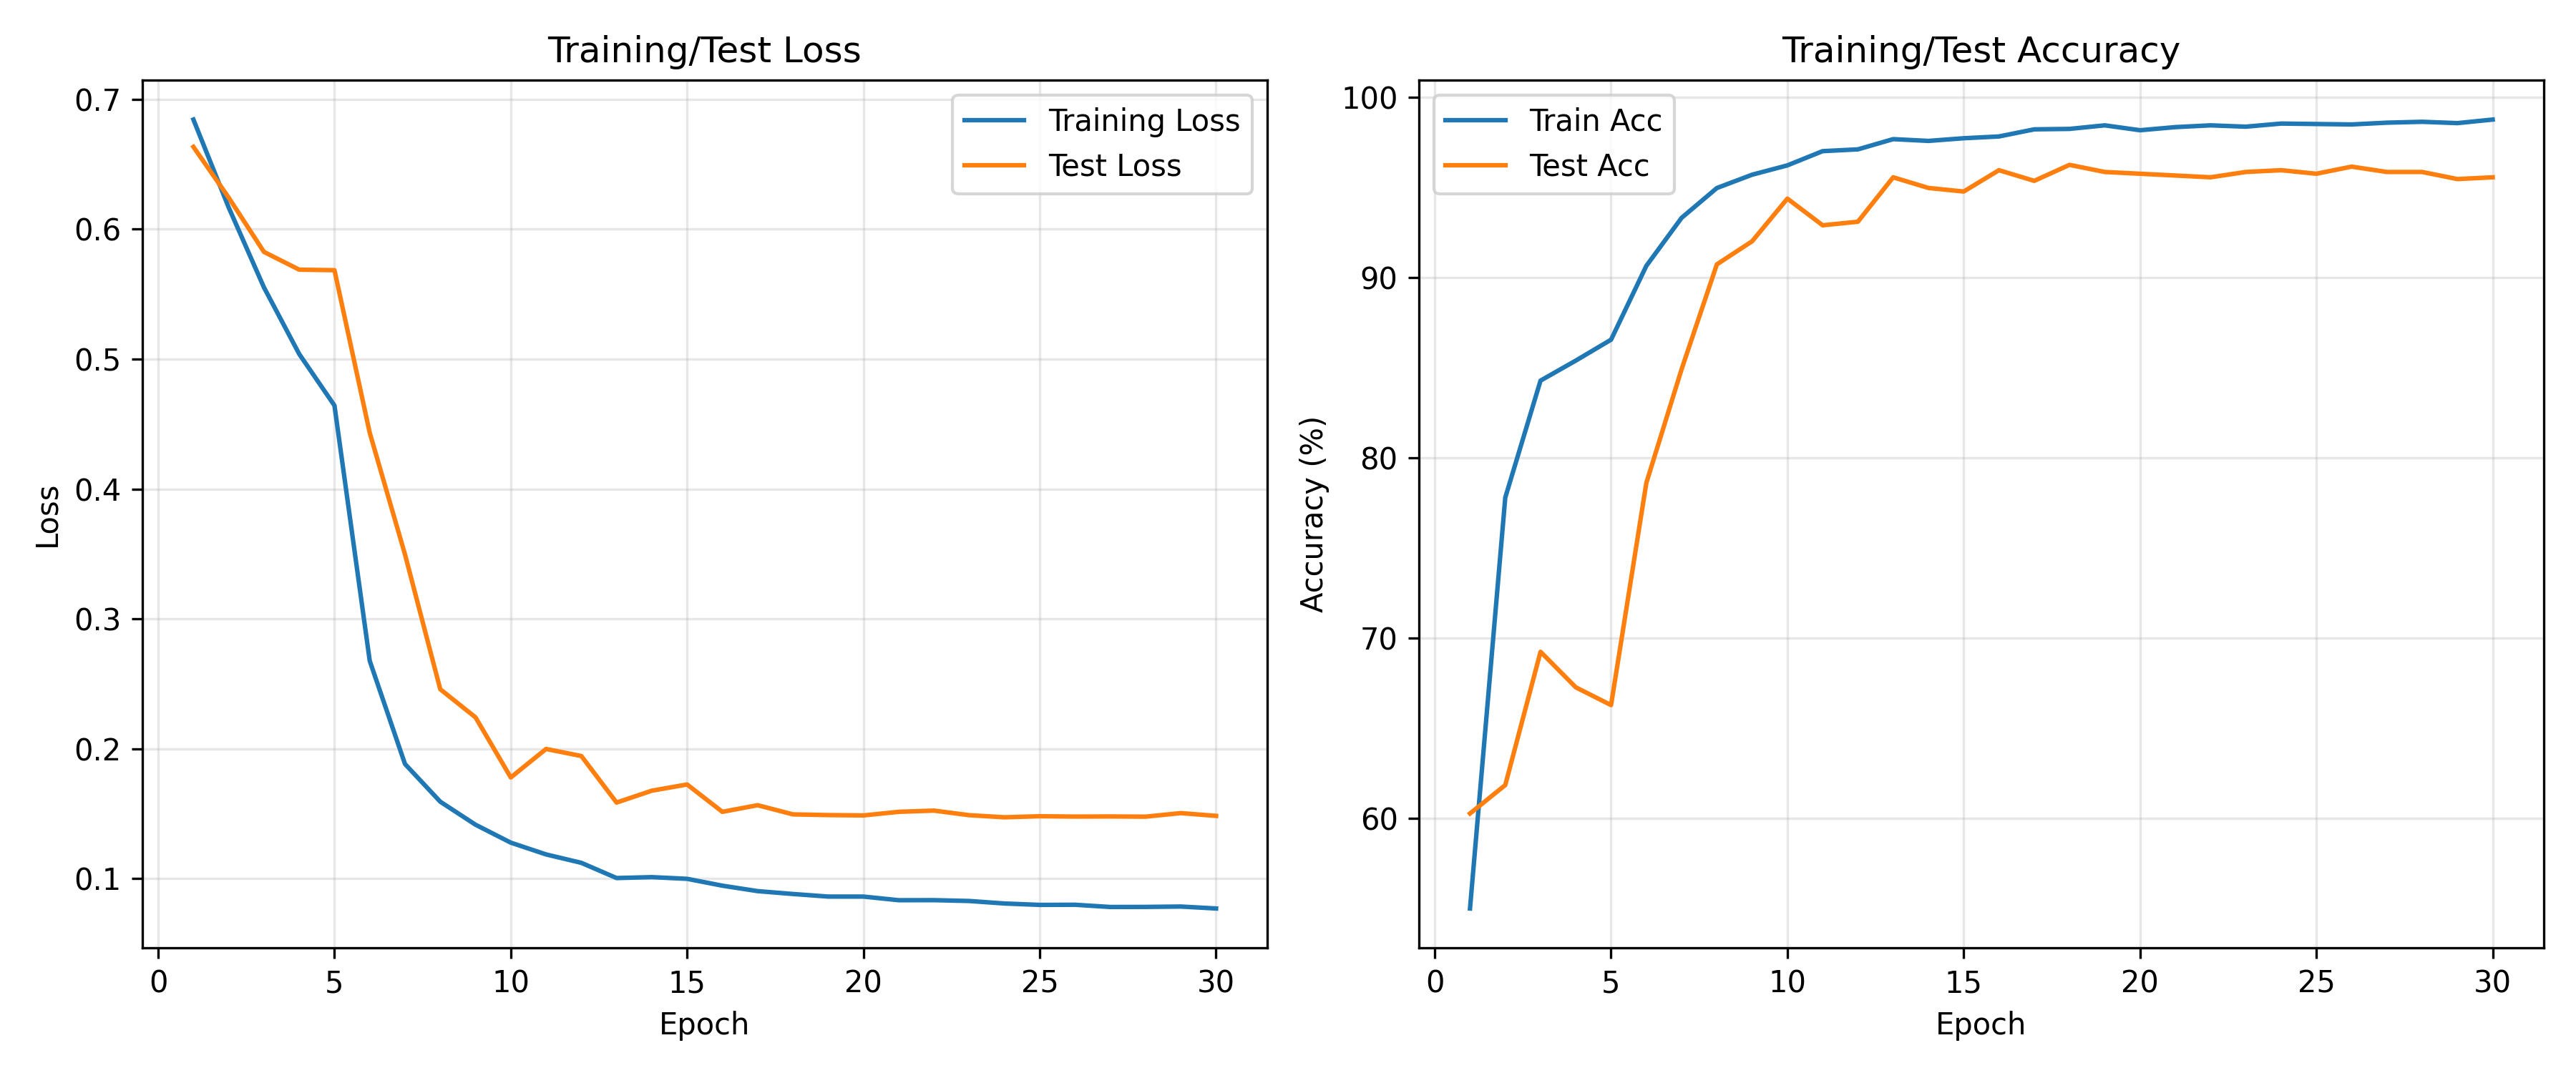 Training/Test Loss
0.7
0.6
0.5
0.4
0.3
0.2
0.1
Loss
0 5 10 15 20 25 30
Epoch
Training Loss
Test Loss
Training/Test Accuracy
100
90
80
70
60
Accuracy (%)
0 5 10 15 20 25 30
Epoch
Train Acc
Test Acc